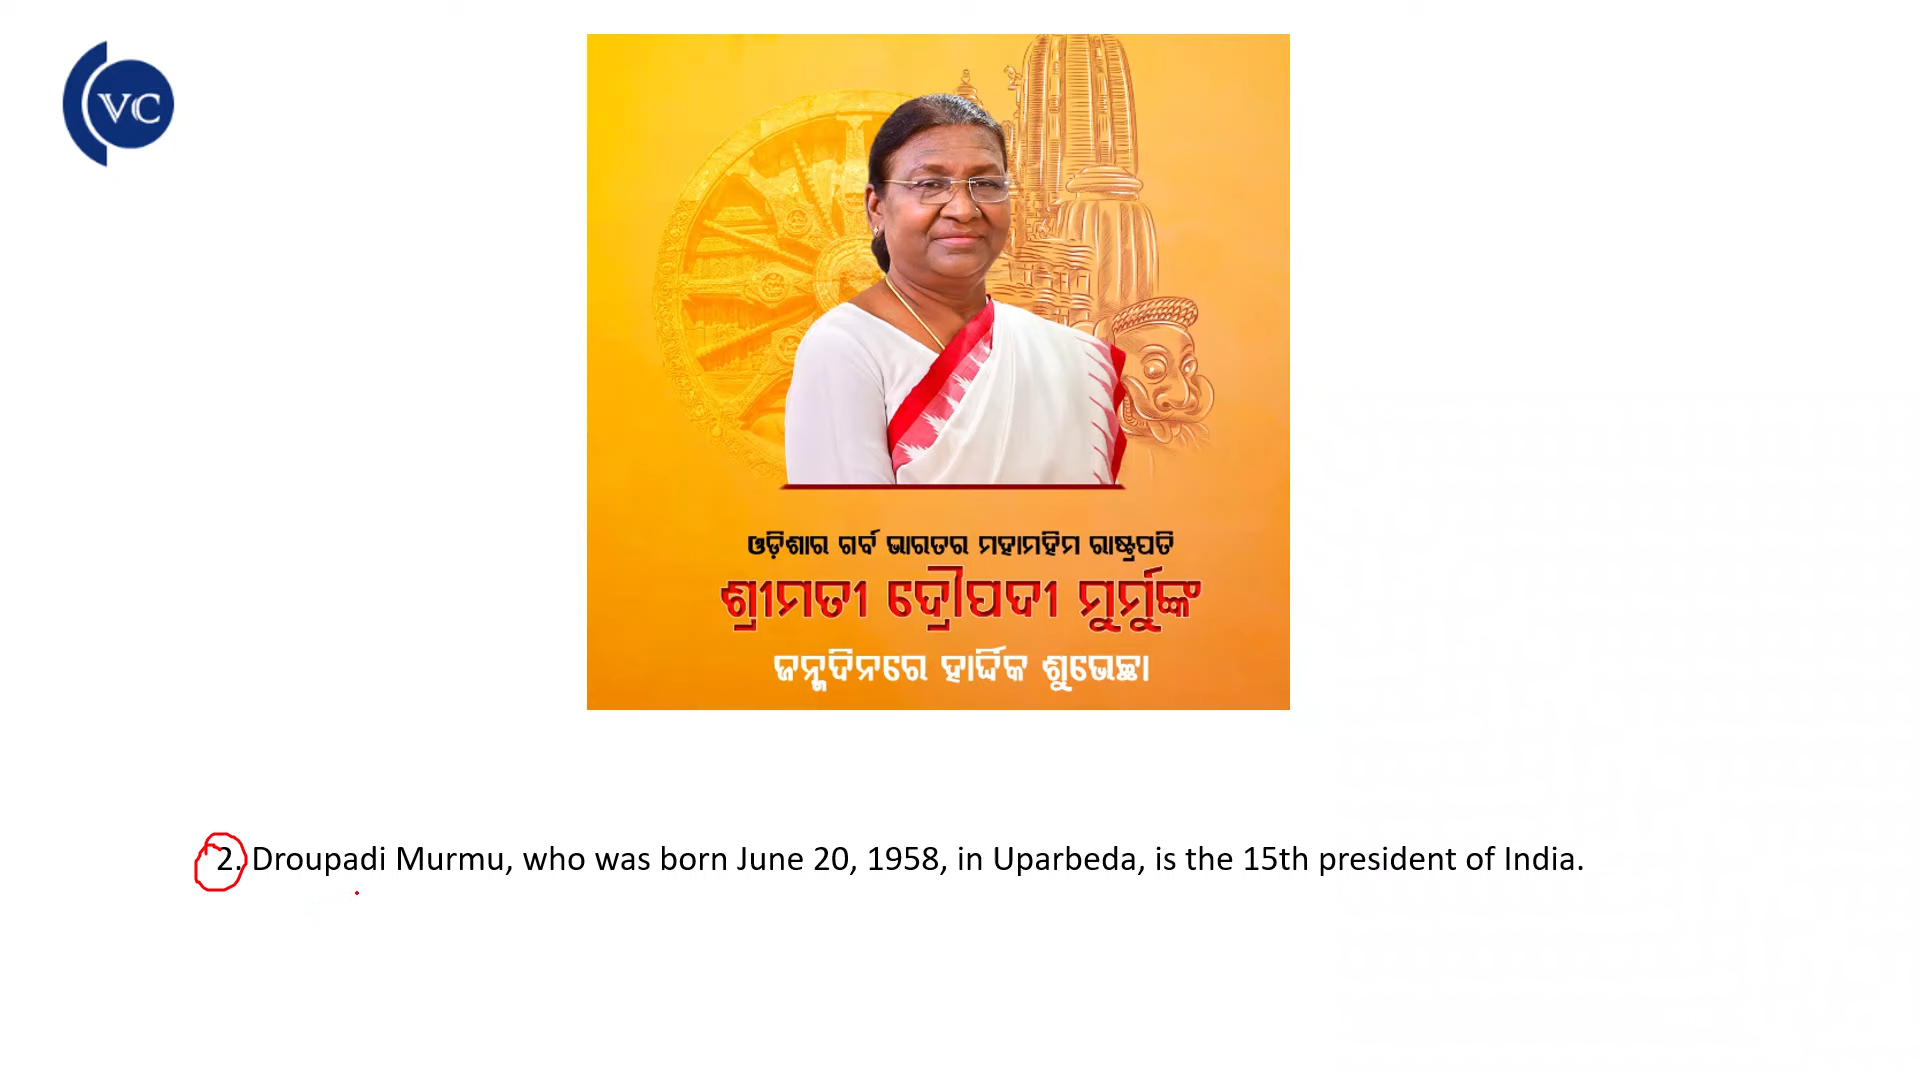 VC
ଓଡ଼ିଶାର ଗର୍ବ ଭାରତର ମହାମହିମ ରାଷ୍ଟ୍ରପତି
ଶ୍ରୀମତୀ ଦ୍ରୌପଦୀ ମୁର୍ମୁଙ୍କ
ଜନ୍ମଦିନରେ ହାର୍ଦ୍ଦିକ ଶୁଭେଚ୍ଛା
2. Droupadi Murmu, who was born June 20, 1958, in Uparbeda, is the 15th president of India.